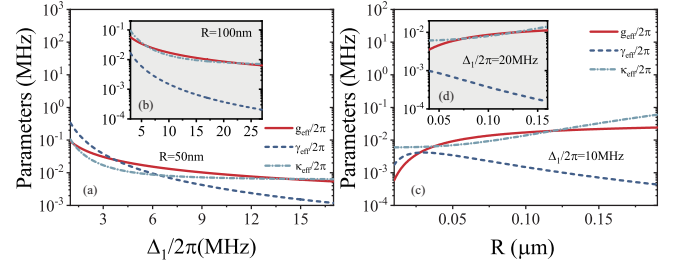 Parameters (MHz)
10³
10²
10¹
10⁰
10⁻¹
10⁻²
10⁻³
3 6 9 12 15
Δ₁/2π(MHz)
R=100nm
10⁻¹
10⁻²
10⁻³
10⁻⁴
5 10 15 20 25
(b)
g_eff/2π
γ_eff/2π
κ_eff/2π
R=50nm
(a)
Parameters (MHz)
10²
10¹
10⁰
10⁻¹
10⁻²
10⁻³
10⁻⁴
0.05 0.10 0.15
R (μm)
10⁰
10⁻²
10⁻⁴
0.05 0.10 0.15
Δ₁/2π=20MHz
(d)
g_eff/2π
γ_eff/2π
κ_eff/2π
Δ₁/2π=10MHz
(c)